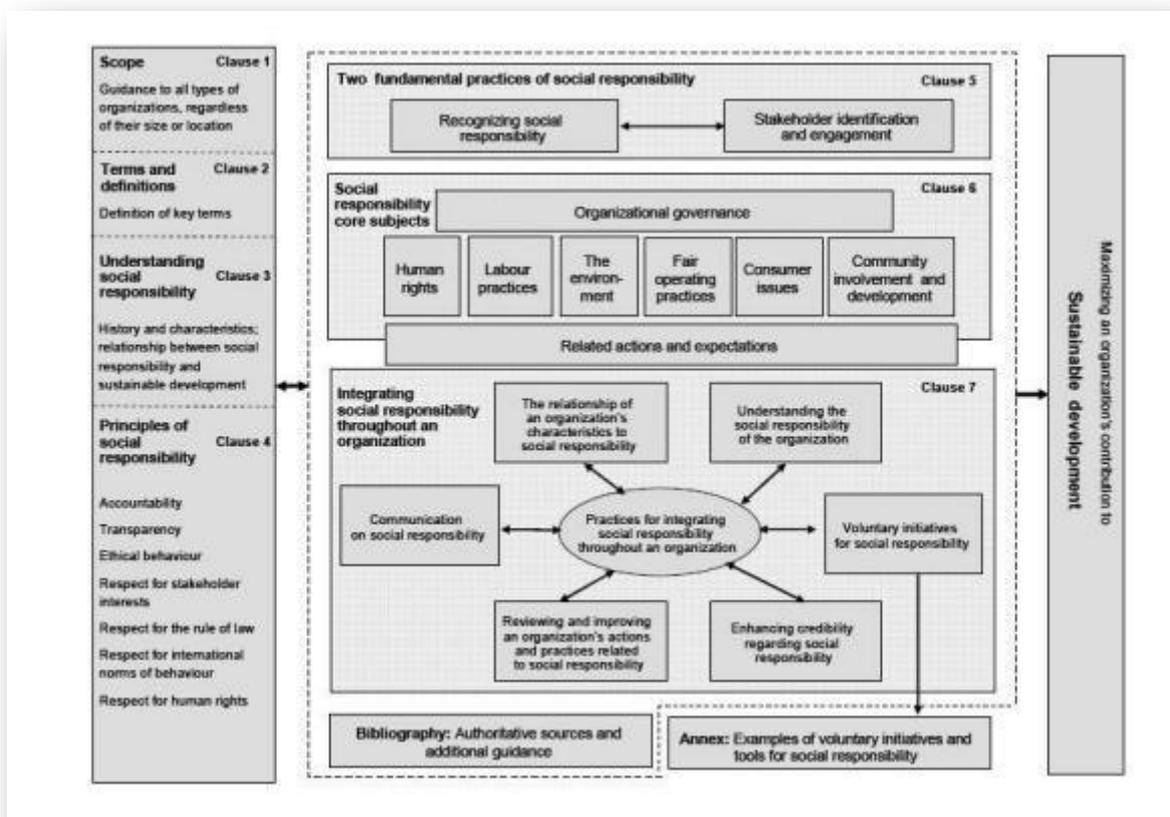 Scope Clause 1
Guidance to all types of
organizations, regardless
of their size or location
Terms and Clause 2
definitions
Definition of key terms
Understanding
social Clause 3
responsibility
History and characteristics;
relationship between social
responsibility and
sustainable development
Principles of
social Clause 4
responsibility
Accountability
Transparency
Ethical behaviour
Respect for stakeholder
interests
Respect for the rule of law
Respect for international
norms of behaviour
Respect for human rights
Two fundamental practices of social responsibility
Clause 5
Recognizing social
responsibility
Stakeholder identification
and engagement
Social
responsibility
core subjects
Clause 6
Organizational governance
Human
rights
Labour
practices
The
environ-
ment
Fair
operating
practices
Consumer
issues
Community
involvement and
development
Related actions and expectations
Integrating
social responsibility
throughout an
organization
Clause 7
The relationship of
an organization's
characteristics to
social responsibility
Understanding the
social responsibility
of the organization
Communication
on social responsibility
Practices for integrating
social responsibility
throughout an organization
Voluntary initiatives
for social responsibility
Reviewing and improving
an organization's actions
and practices related
to social responsibility
Enhancing credibility
regarding social
responsibility
Bibliography: Authoritative sources and
additional guidance
Annex: Examples of voluntary initiatives and
tools for social responsibility
Maximizing an organization's contribution to
Sustainable development